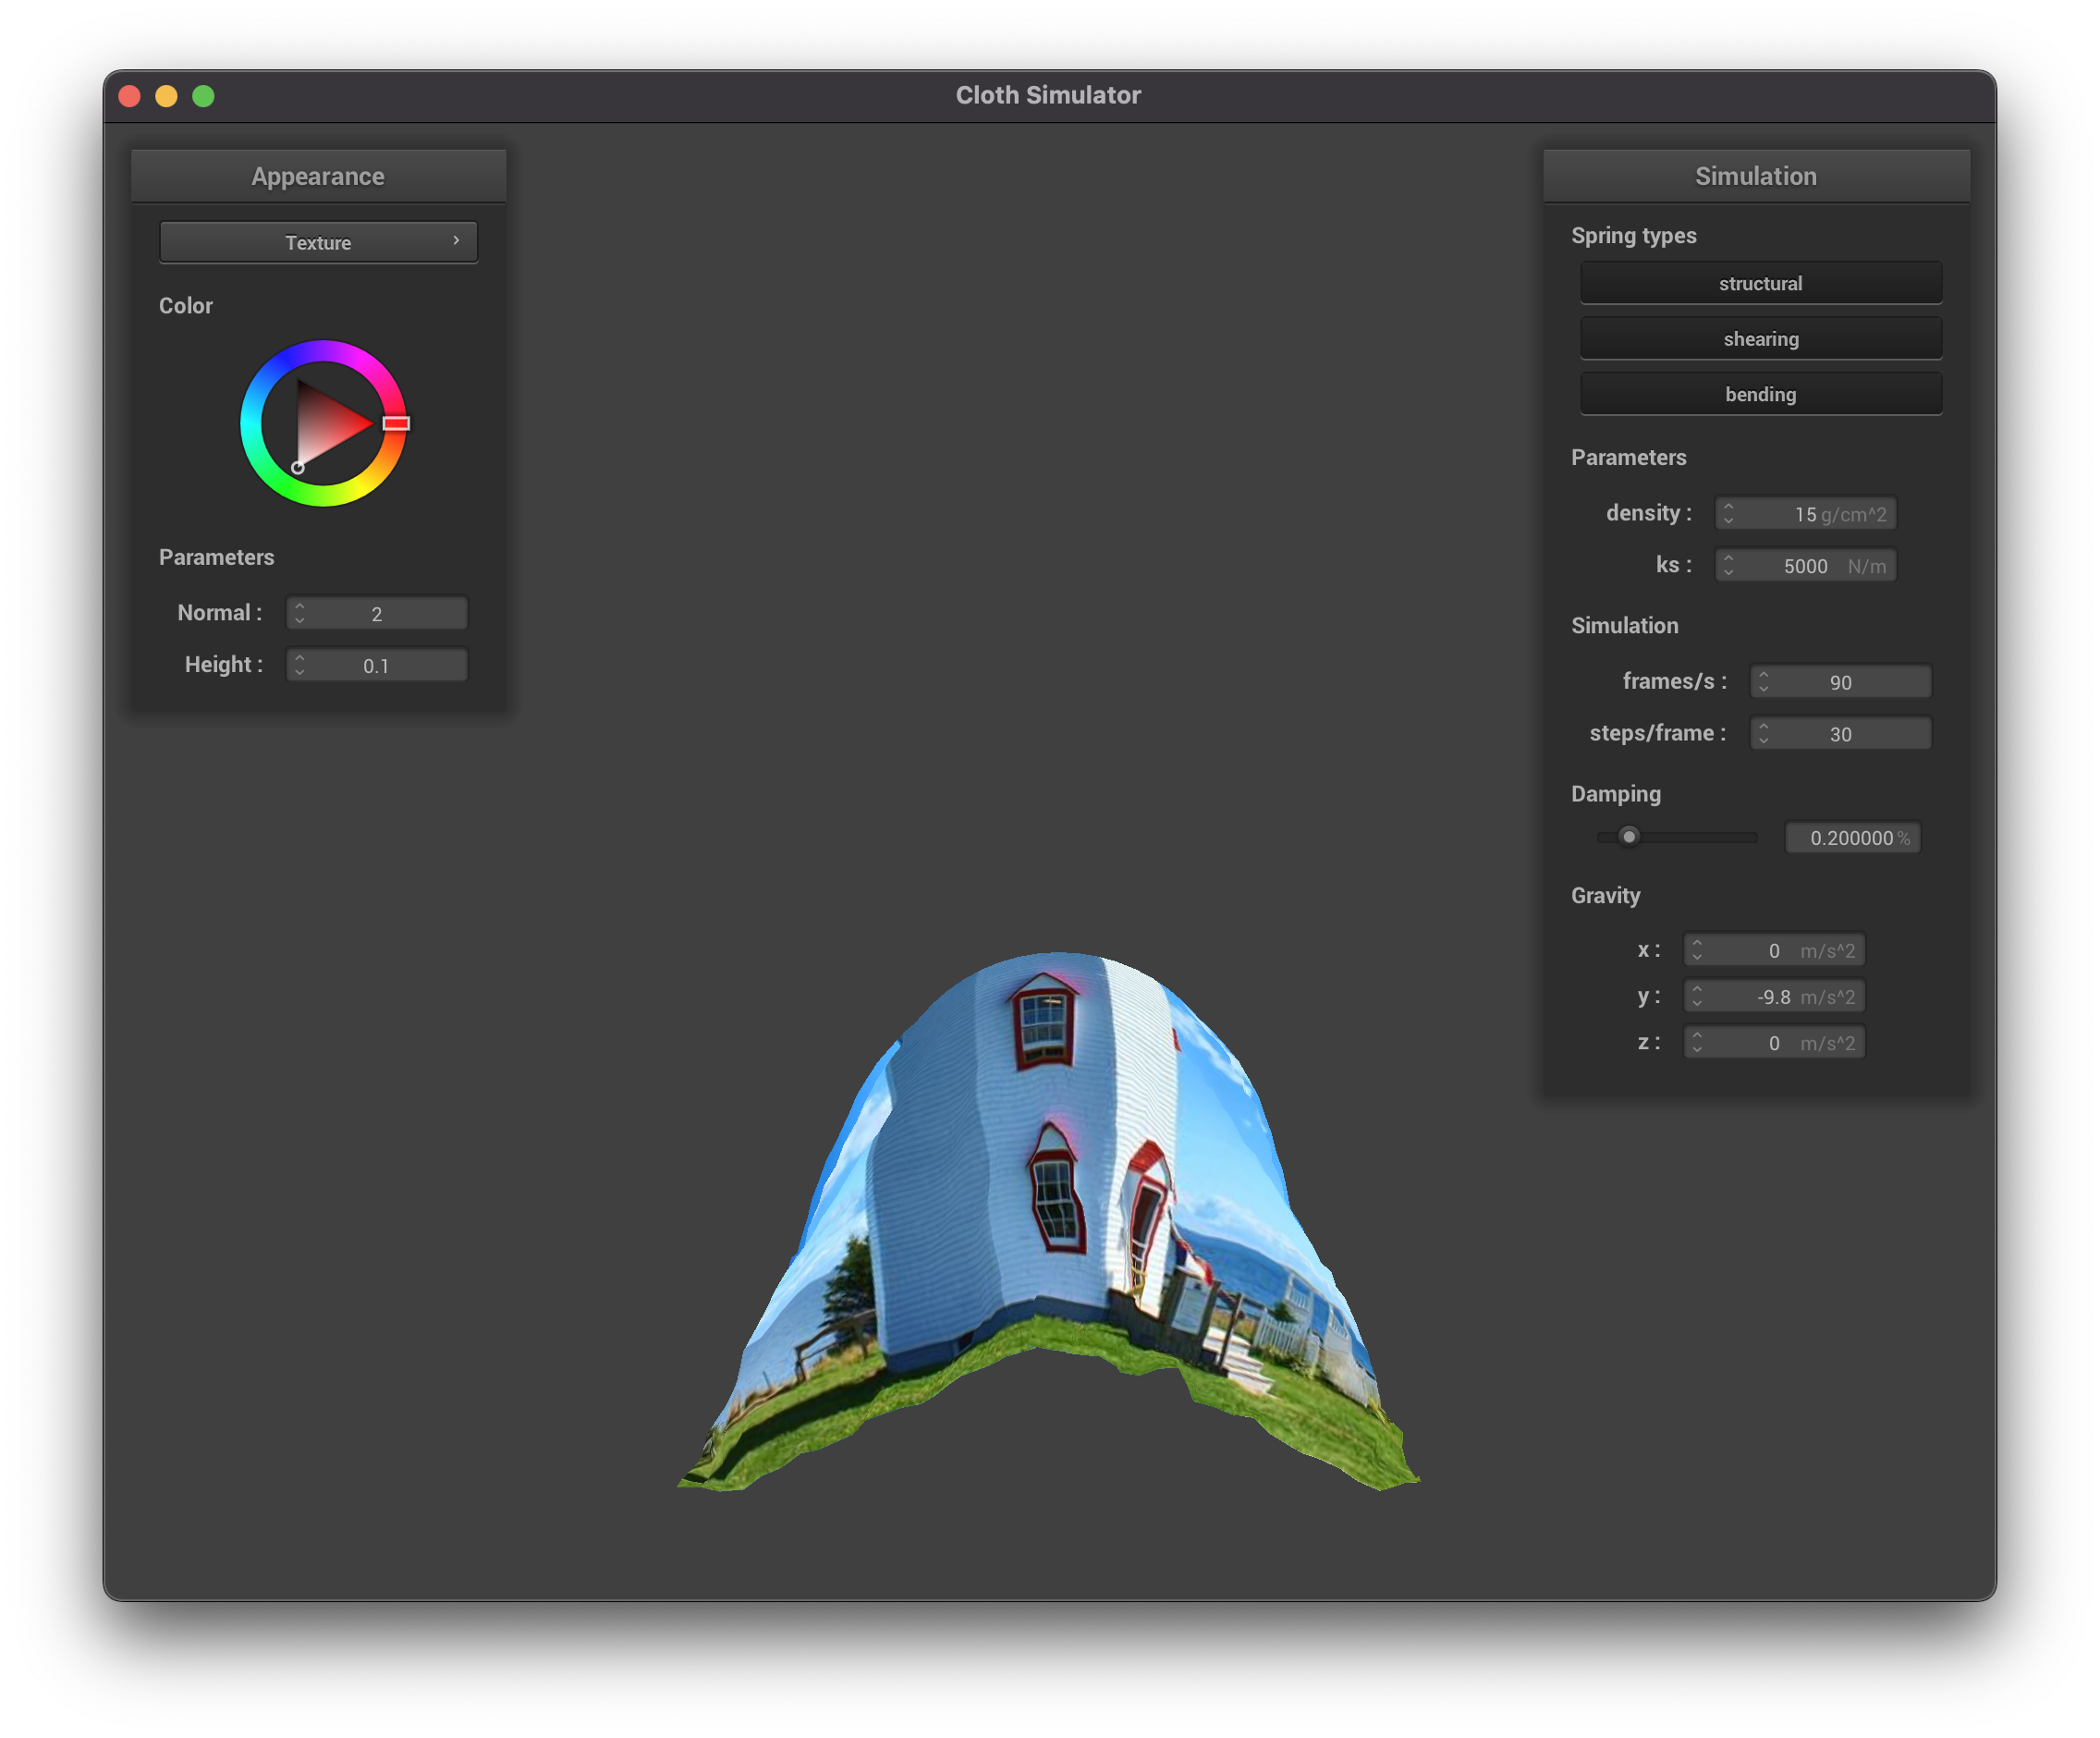 Cloth Simulator
Appearance
Texture
Color
Parameters
Normal : 2
Height : 0.1
Simulation
Spring types
structural
shearing
bending
Parameters
density : 15 g/cm^2
ks : 5000 N/m
Simulation
frames/s : 90
steps/frame : 30
Damping
0.200000 %
Gravity
x : 0 m/s^2
y : -9.8 m/s^2
z : 0 m/s^2